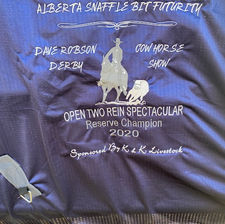 ALBERTA SNAFFLE BIT FUTURITY
DAVE ROBSON COW HORSE
DERBY SHOW
OPEN TWO REIN SPECTACULAR
Reserve Champion
2020
Sponsored By K & K Livestock